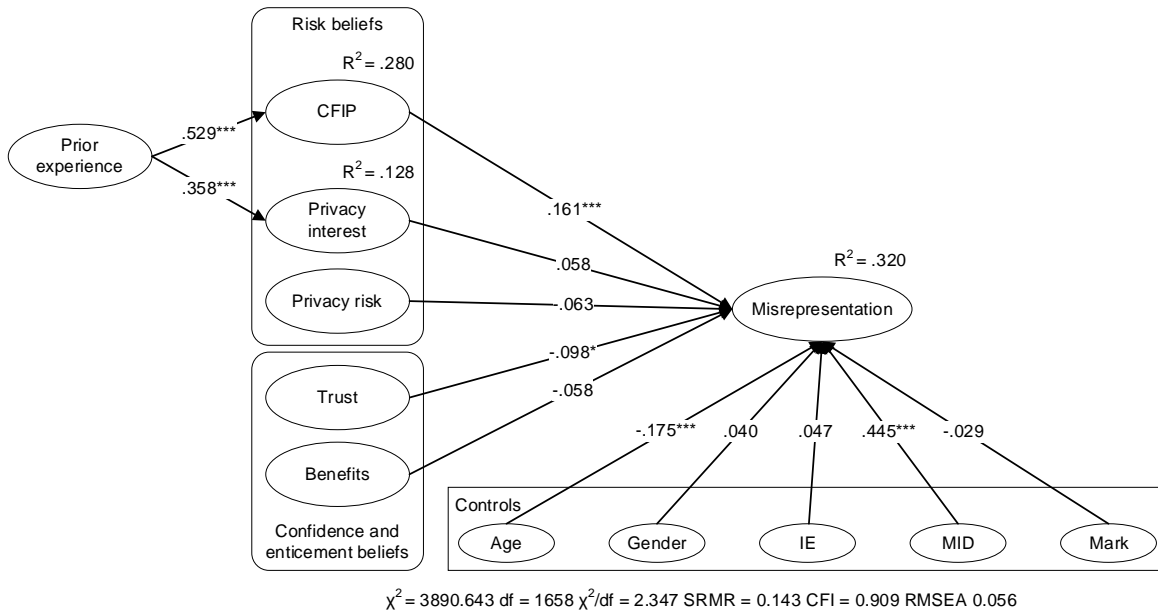 Risk beliefs
R² = .280
CFIP
.529***
Prior
experience
.358***
R² = .128
Privacy
interest
.161***
.058
R² = .320
Privacy risk
-.063
Misrepresentation
-.098*
Trust
-.058
Benefits
-.175***
.040
.047
.445***
-.029
Confidence and
enticement beliefs
Controls
Age
Gender
IE
MID
Mark
χ² = 3890.643 df = 1658 χ²/df = 2.347 SRMR = 0.143 CFI = 0.909 RMSEA 0.056